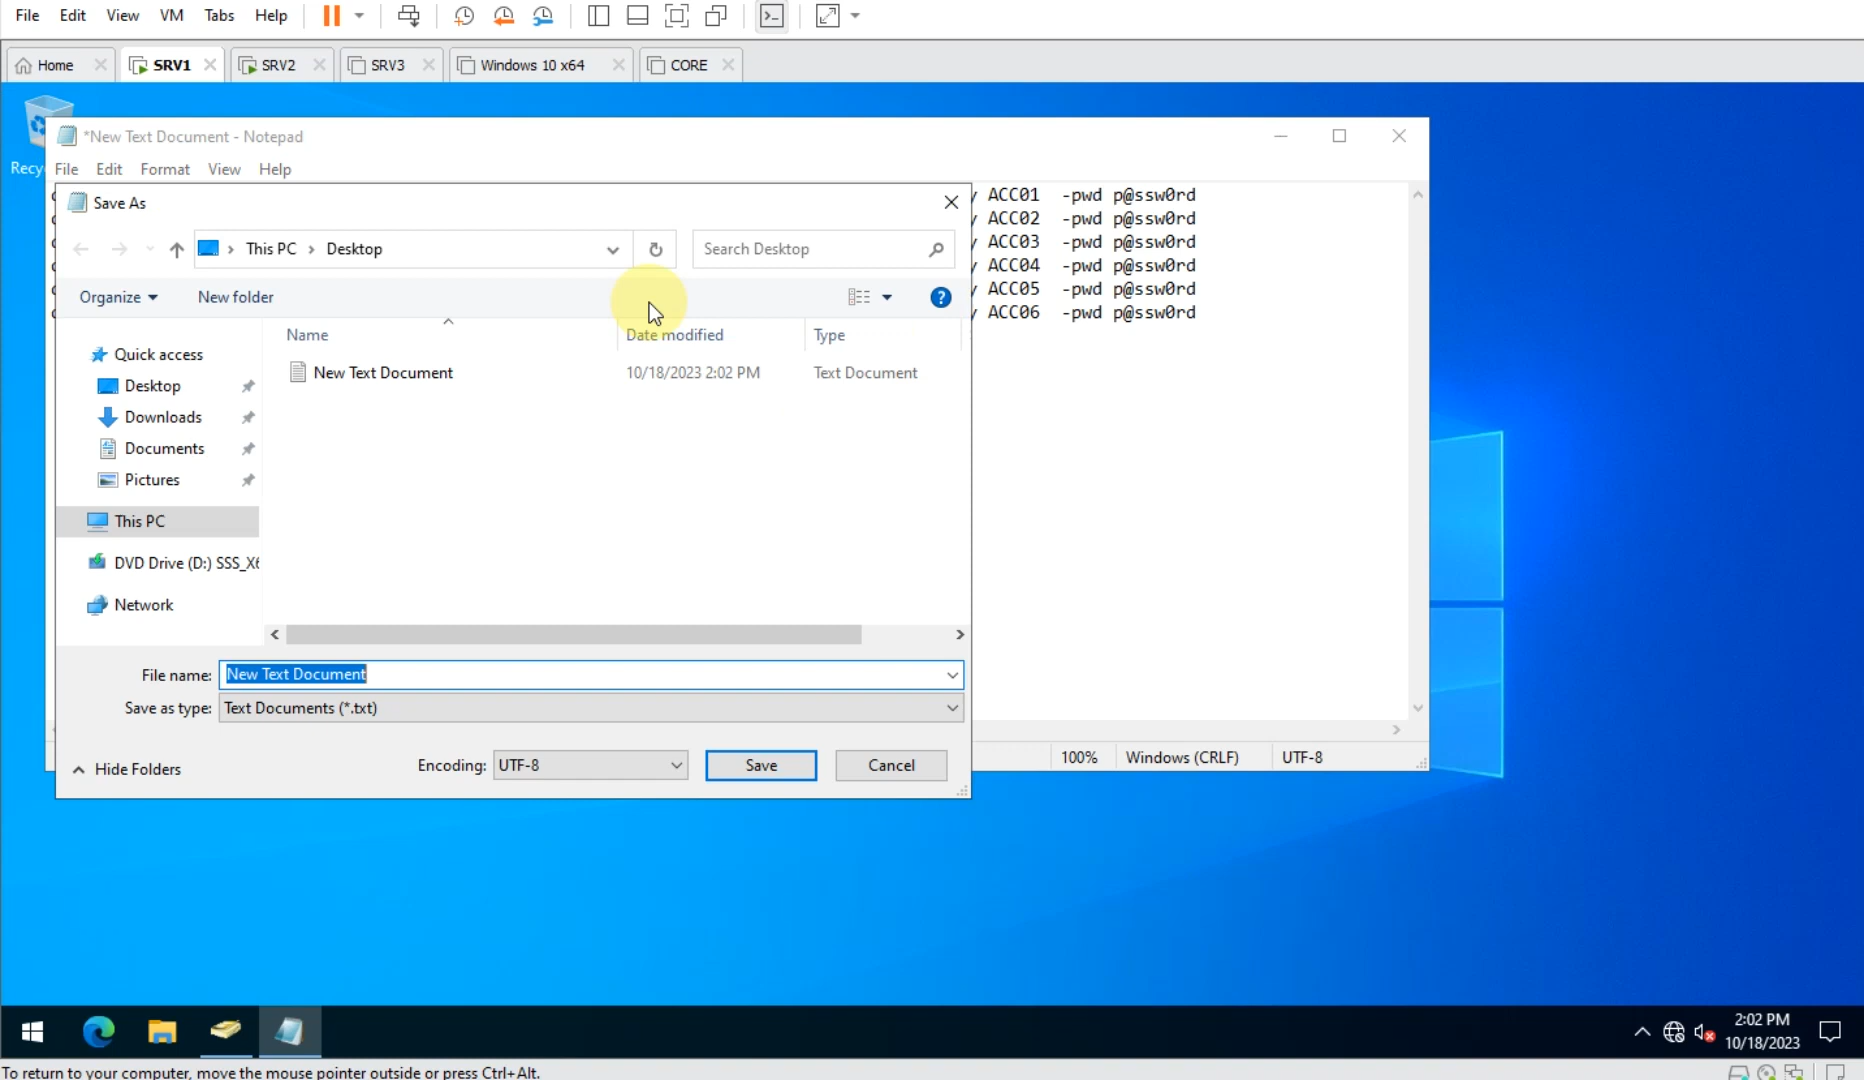 File Edit View VM Tabs Help
Home SRV1 SRV2 SRV3 Windows 10 x64 CORE
*New Text Document - Notepad
File Edit Format View Help
Recy
Save As
This PC > Desktop
Search Desktop
Organize New folder
Name Date modified Type
New Text Document 10/18/2023 2:02 PM Text Document
Quick access
Desktop
Downloads
Documents
Pictures
This PC
DVD Drive (D:) SSS_X6
Network
File name: New Text Document
Save as type: Text Documents (*.txt)
Hide Folders
Encoding: UTF-8
Save Cancel
y ACC01 -pwd p@ssw0rd
y ACC02 -pwd p@ssw0rd
y ACC03 -pwd p@ssw0rd
y ACC04 -pwd p@ssw0rd
y ACC05 -pwd p@ssw0rd
y ACC06 -pwd p@ssw0rd
100% Windows (CRLF) UTF-8
2:02 PM
10/18/2023
To return to your computer, move the mouse pointer outside or press Ctrl+Alt.